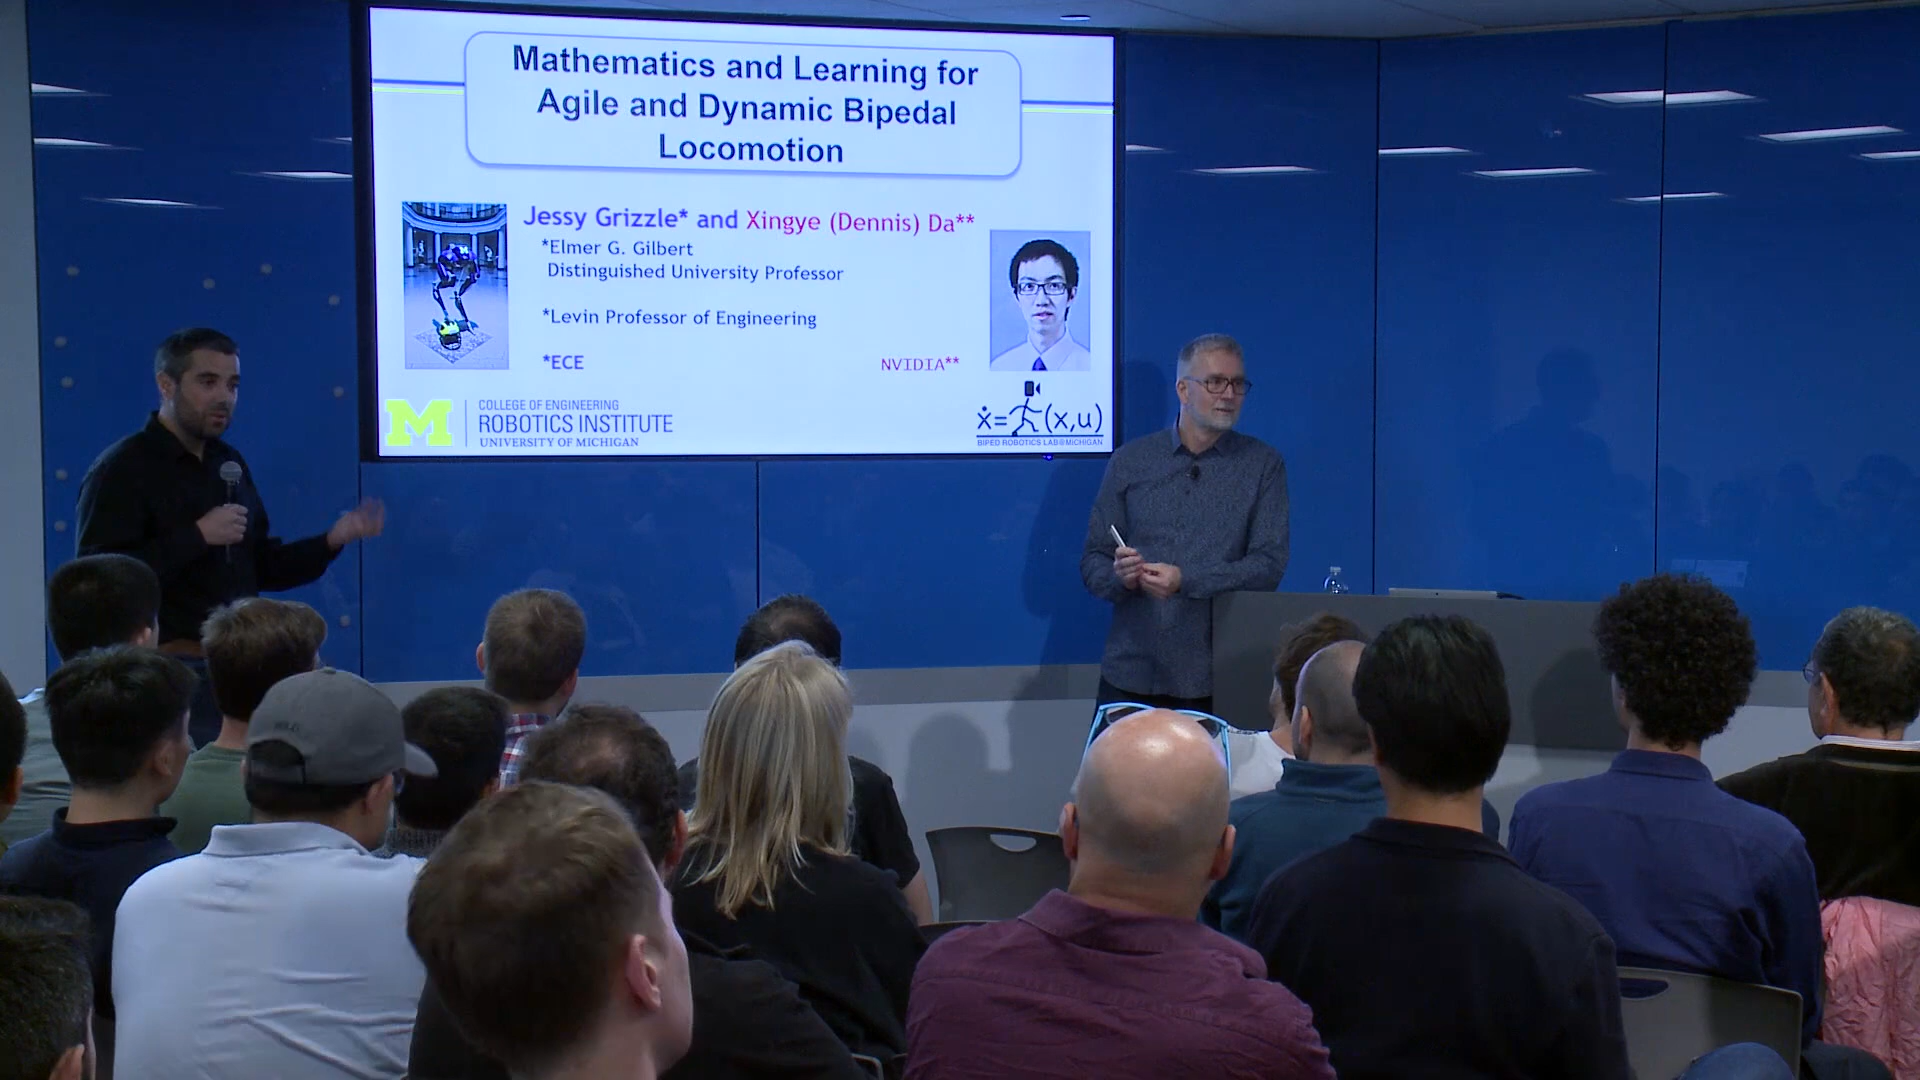 Mathematics and Learning for
Agile and Dynamic Bipedal
Locomotion
Jessy Grizzle* and Xingye (Dennis) Da**
*Elmer G. Gilbert
Distinguished University Professor
*Levin Professor of Engineering
*ECE
NVIDIA**
M
COLLEGE OF ENGINEERING
ROBOTICS INSTITUTE
UNIVERSITY OF MICHIGAN
ẋ= (x,u)
BIPED ROBOTICS LAB@MICHIGAN